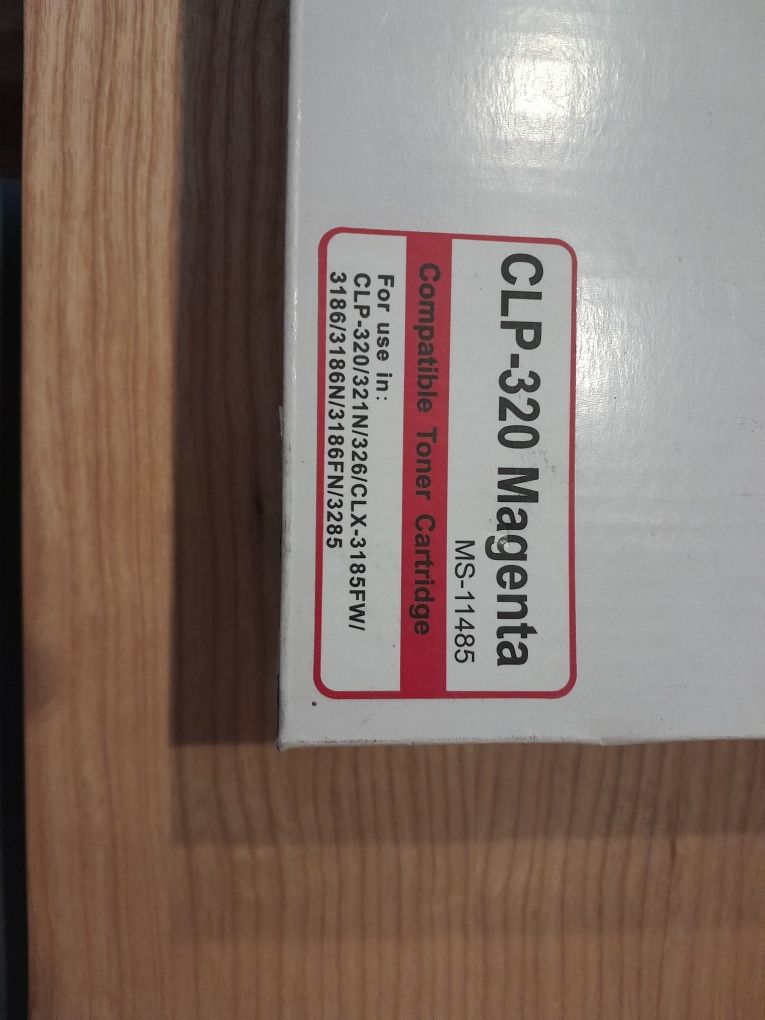 CLP-320 Magenta
MS-11485
Compatible Toner Cartridge
For use in:
CLP-320/321N/326/CLX-3185FW/
3186/3186N/3186FN/3285